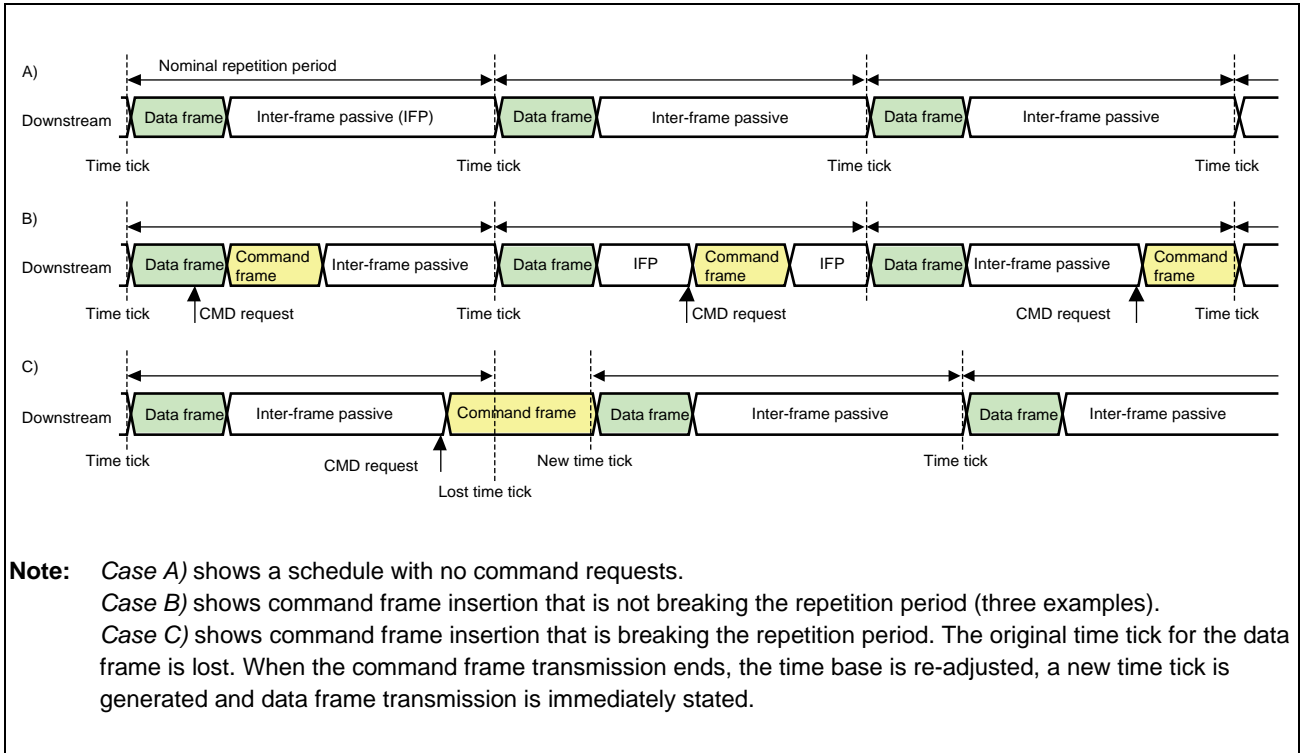 A)
Nominal repetition period
Downstream
Data frame
Inter-frame passive (IFP)
Data frame
Inter-frame passive
Data frame
Inter-frame passive
Time tick
Time tick
Time tick
Time tick
B)
Downstream
Data frame
Command
frame
Inter-frame passive
Data frame
IFP
Command
frame
IFP
Data frame
Inter-frame passive
Command
frame
Time tick
CMD request
Time tick
CMD request
CMD request
Time tick
C)
Downstream
Data frame
Inter-frame passive
Command frame
Data frame
Inter-frame passive
Data frame
Inter-frame passive
Time tick
CMD request
New time tick
Time tick
Lost time tick
Note: Case A) shows a schedule with no command requests.
Case B) shows command frame insertion that is not breaking the repetition period (three examples).
Case C) shows command frame insertion that is breaking the repetition period. The original time tick for the data
frame is lost. When the command frame transmission ends, the time base is re-adjusted, a new time tick is
generated and data frame transmission is immediately stated.